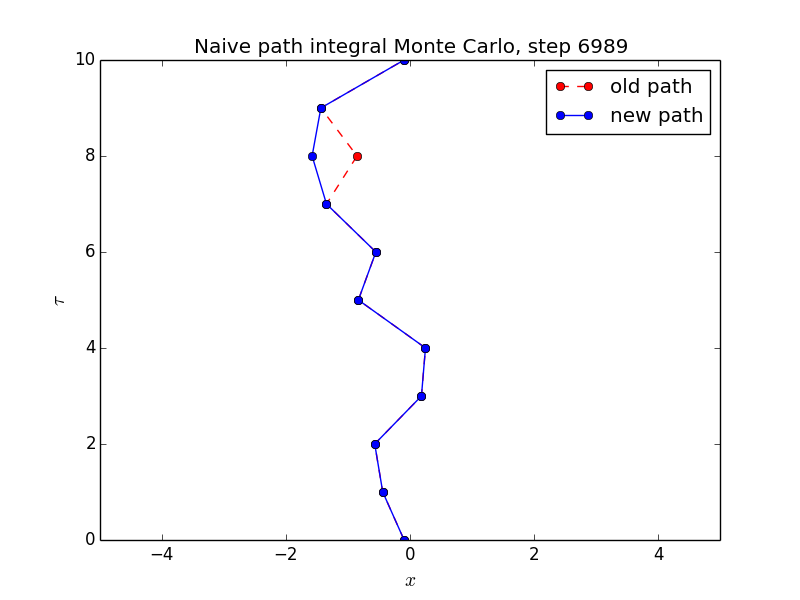 Naive path integral Monte Carlo, step 6989
old path
new path
10
8
6
4
2
0
τ
−4 −2 0 2 4
x